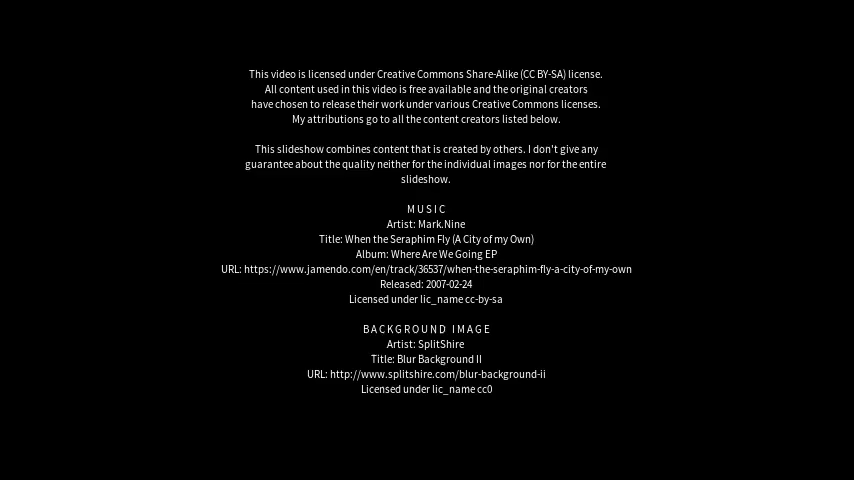 This video is licensed under Creative Commons Share-Alike (CC BY-SA) license.
All content used in this video is free available and the original creators
have chosen to release their work under various Creative Commons licenses.
My attributions go to all the content creators listed below.
This slideshow combines content that is created by others. I don't give any
guarantee about the quality neither for the individual images nor for the entire
slideshow.
MUSIC
Artist: Mark.Nine
Title: When the Seraphim Fly (A City of my Own)
Album: Where Are We Going EP
URL: https://www.jamendo.com/en/track/36537/when-the-seraphim-fly-a-city-of-my-own
Released: 2007-02-24
Licensed under lic_name cc-by-sa
BACKGROUND IMAGE
Artist: SplitShire
Title: Blur Background II
URL: http://www.splitshire.com/blur-background-ii
Licensed under lic_name cc0